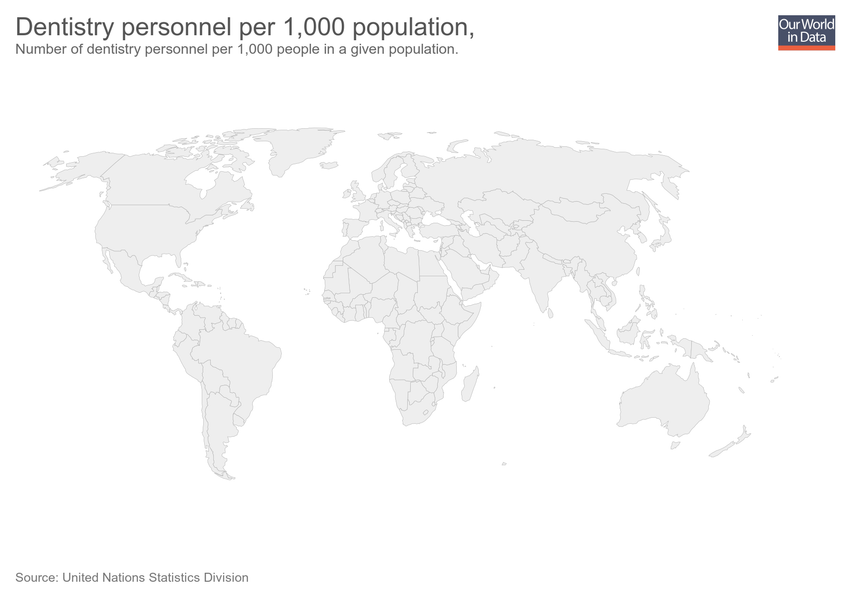 Dentistry personnel per 1,000 population,
Number of dentistry personnel per 1,000 people in a given population.
Our World
in Data
Source: United Nations Statistics Division